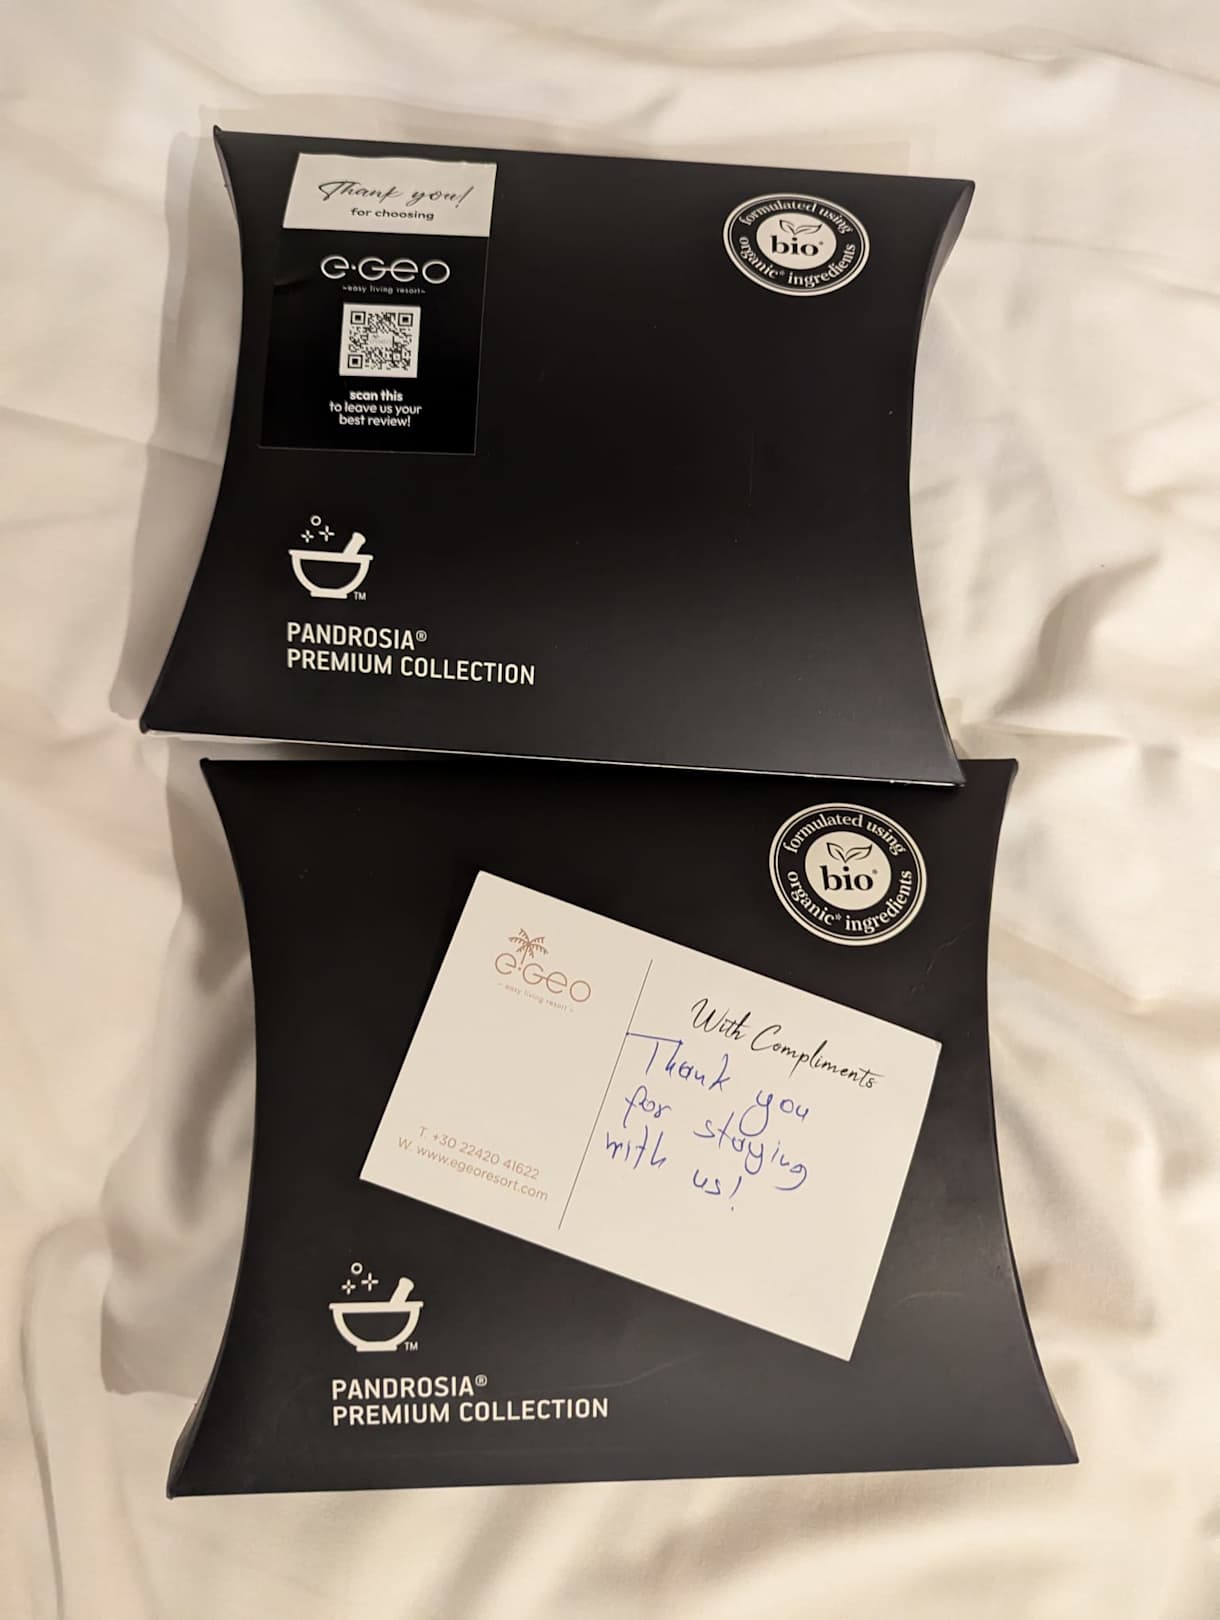 Thank you!
for choosing
e·Geo
~easy living resort~
scan this
to leave us your
best review!
formulated using
bio*
organic* ingredients
TM
PANDROSIA®
PREMIUM COLLECTION
formulated using
bio*
organic* ingredients
e·Geo
~ easy living resort ~
T. +30 22420 41622
W. www.egeoresort.com
With Compliments
Thank you
for staying
with us!
TM
PANDROSIA®
PREMIUM COLLECTION